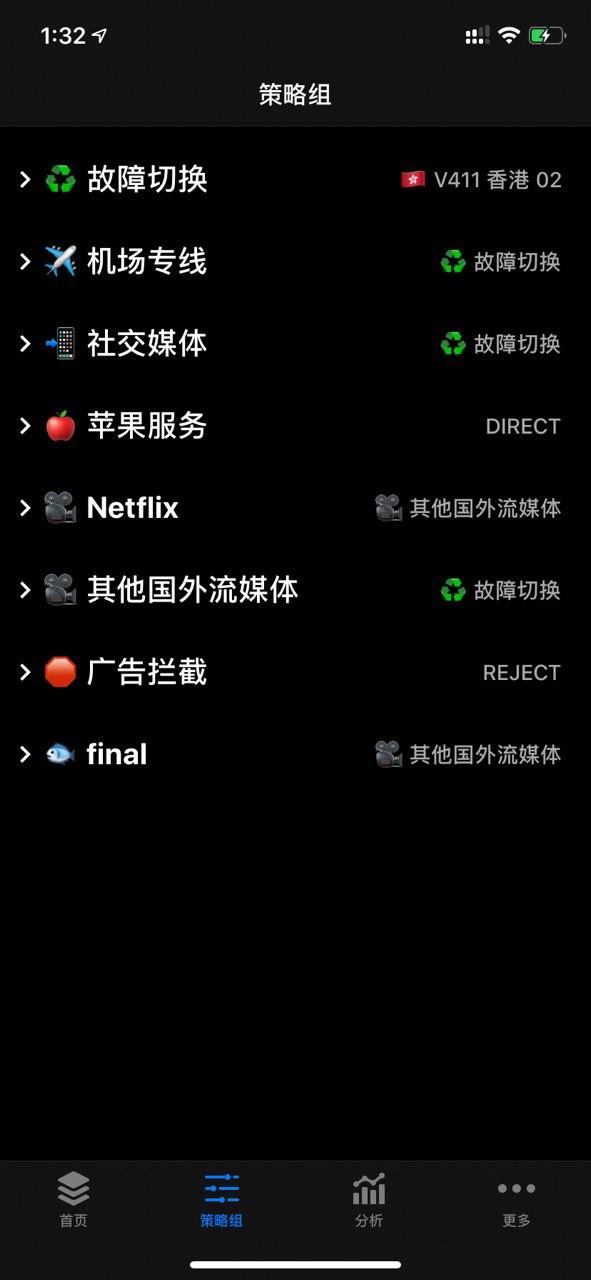 1:32
策略组
故障切换 V411 香港 02
机场专线 故障切换
社交媒体 故障切换
苹果服务 DIRECT
Netflix 其他国外流媒体
其他国外流媒体 故障切换
广告拦截 REJECT
final 其他国外流媒体
首页 策略组 分析 更多